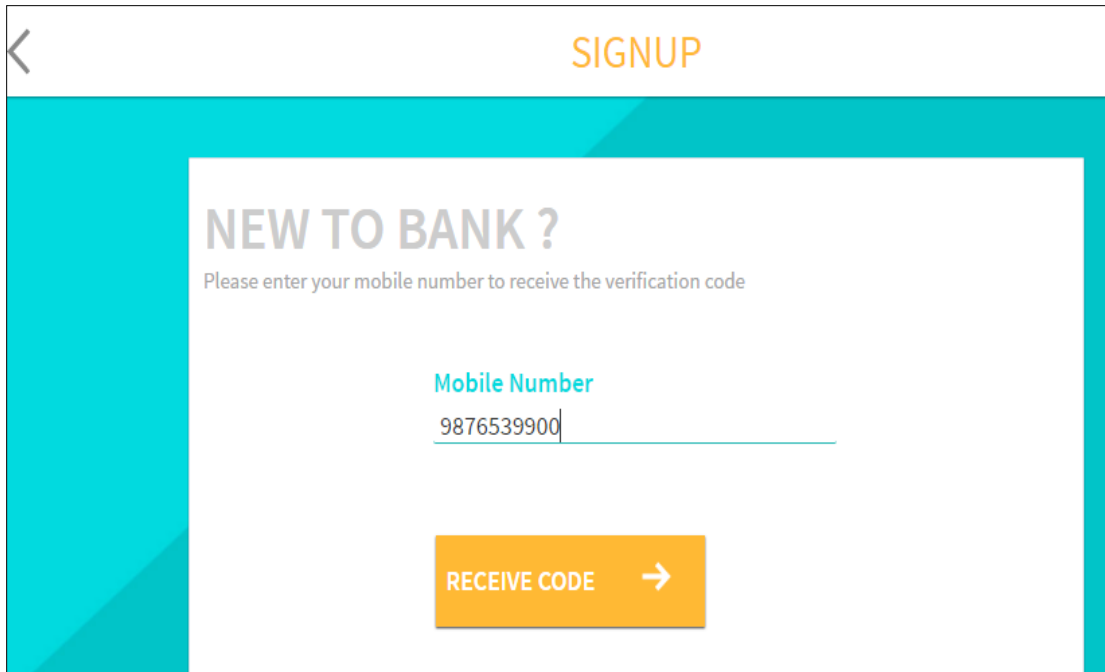 SIGNUP
NEW TO BANK ?
Please enter your mobile number to receive the verification code
Mobile Number
9876539900
RECEIVE CODE